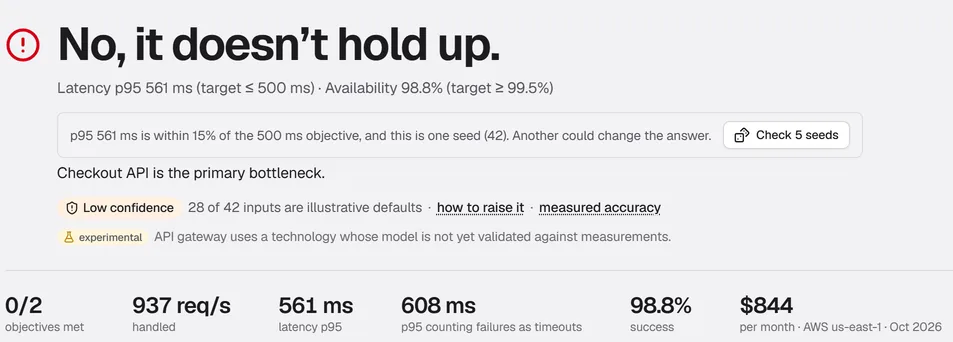 No, it doesn’t hold up.
Latency p95 561 ms (target ≤ 500 ms) · Availability 98.8% (target ≥ 99.5%)
p95 561 ms is within 15% of the 500 ms objective, and this is one seed (42). Another could change the answer. Check 5 seeds
Checkout API is the primary bottleneck.
Low confidence 28 of 42 inputs are illustrative defaults · how to raise it · measured accuracy
experimental API gateway uses a technology whose model is not yet validated against measurements.
0/2 937 req/s 561 ms 608 ms 98.8% $844
objectives met handled latency p95 p95 counting failures as timeouts success per month · AWS us-east-1 · Oct 2026